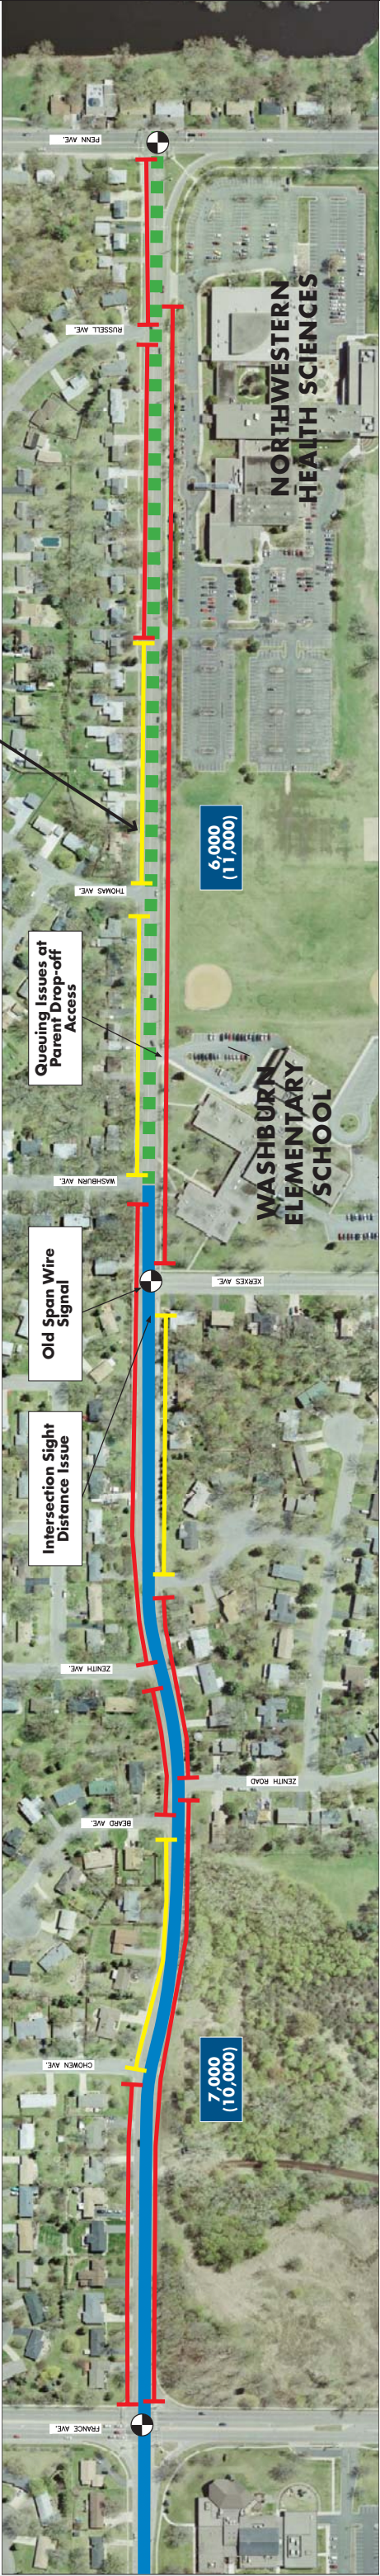 PENN AVE.
RUSSELL AVE.
NORTHWESTERN
HEALTH SCIENCES
THOMAS AVE.
6,000
(11,000)
Queuing Issues at
Parent Drop-off
Access
WASHBURN AVE.
WASHBURN
ELEMENTARY
SCHOOL
Old Span Wire
Signal
XERXES AVE.
Intersection Sight
Distance Issue
ZENITH AVE.
ZENITH ROAD
BEARD AVE.
CHOWEN AVE.
7,000
(10,000)
FRANCE AVE.